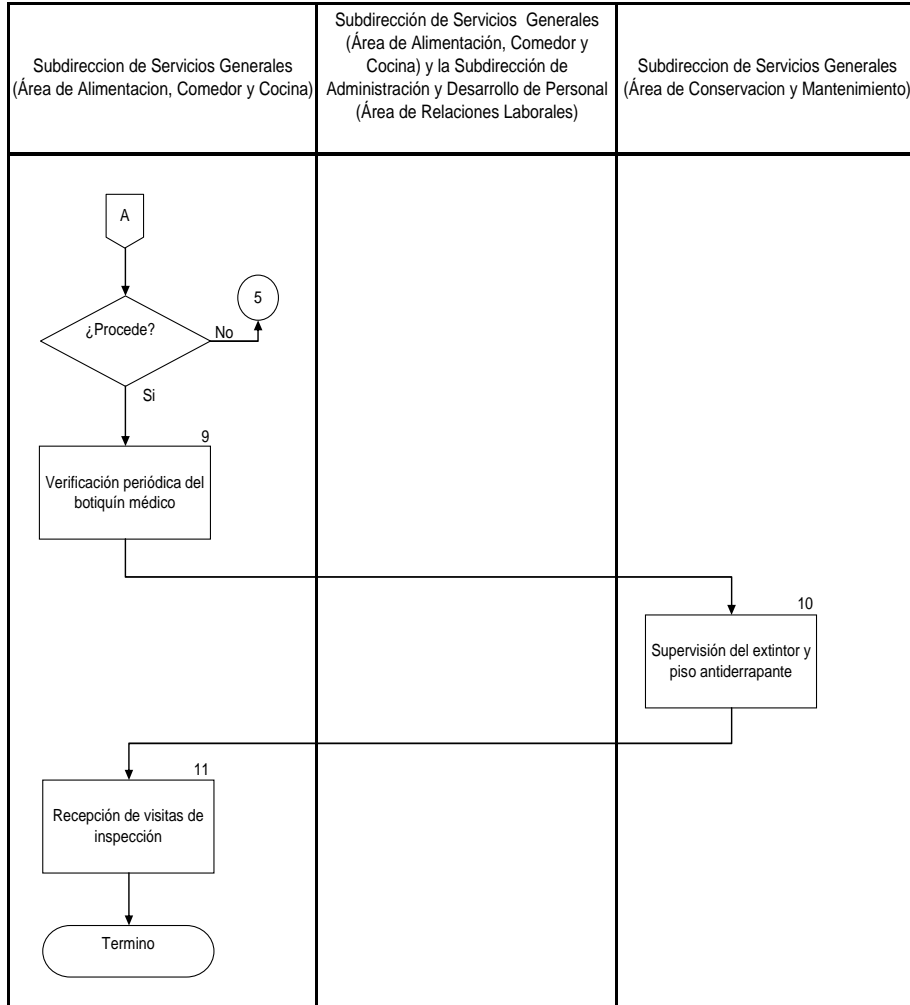 Subdireccion de Servicios Generales
(Área de Alimentacion, Comedor y Cocina)
Subdirección de Servicios  Generales
(Área de Alimentación, Comedor y
Cocina) y la Subdirección de
Administración y Desarrollo de Personal
(Área de Relaciones Laborales)
Subdireccion de Servicios Generales
(Área de Conservacion y Mantenimiento)
A
5
¿Procede?
No
Si
9
Verificación periódica del
botiquín médico
10
Supervisión del extintor y
piso antiderrapante
11
Recepción de visitas de
inspección
Termino